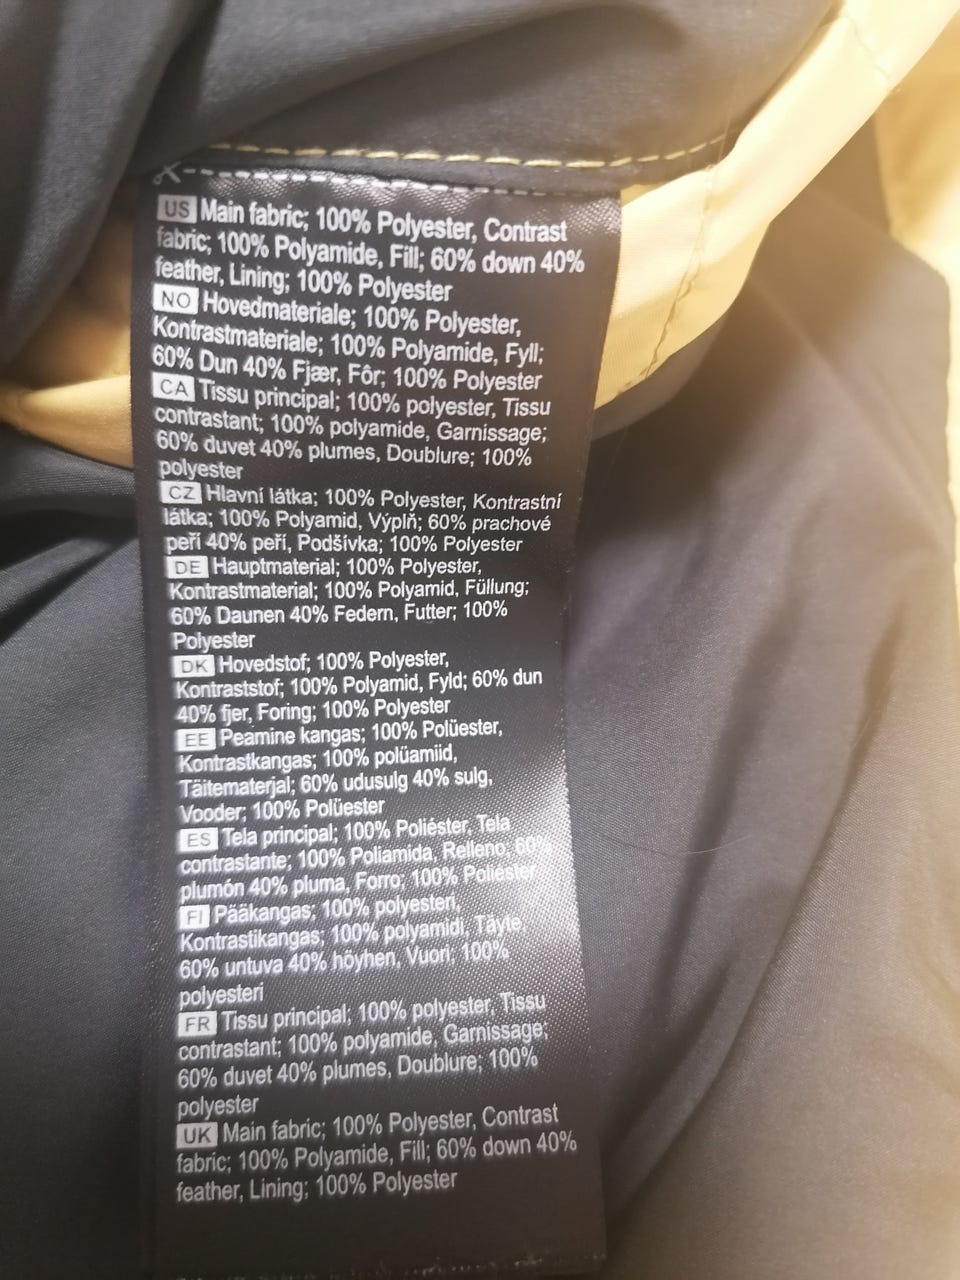 US Main fabric; 100% Polyester, Contrast
fabric; 100% Polyamide, Fill; 60% down 40%
feather, Lining; 100% Polyester
NO Hovedmateriale; 100% Polyester,
Kontrastmateriale; 100% Polyamide, Fyll;
60% Dun 40% Fjær, Fôr; 100% Polyester
CA Tissu principal; 100% polyester, Tissu
contrastant; 100% polyamide, Garnissage;
60% duvet 40% plumes, Doublure; 100%
polyester
CZ Hlavní látka; 100% Polyester, Kontrastní
látka; 100% Polyamid, Výplň; 60% prachové
peří 40% peří, Podšívka; 100% Polyester
DE Hauptmaterial; 100% Polyester,
Kontrastmaterial; 100% Polyamid, Füllung;
60% Daunen 40% Federn, Futter; 100%
Polyester
DK Hovedstof; 100% Polyester,
Kontraststof; 100% Polyamid, Fyld; 60% dun
40% fjer, Foring; 100% Polyester
EE Peamine kangas; 100% Polüester,
Kontrastkangas; 100% polüamiid,
Täitematerjal; 60% udusulg 40% sulg,
Vooder; 100% Polüester
ES Tela principal; 100% Poliéster, Tela
contrastante; 100% Poliamida, Relleno; 60%
plumón 40% pluma, Forro; 100% Poliéster
FI Pääkangas; 100% polyesteri,
Kontrastikangas; 100% polyamidi, Täyte,
60% untuva 40% höyhen, Vuori; 100%
polyesteri
FR Tissu principal; 100% polyester, Tissu
contrastant; 100% polyamide, Garnissage;
60% duvet 40% plumes, Doublure; 100%
polyester
UK Main fabric; 100% Polyester, Contrast
fabric; 100% Polyamide, Fill; 60% down 40%
feather, Lining; 100% Polyester